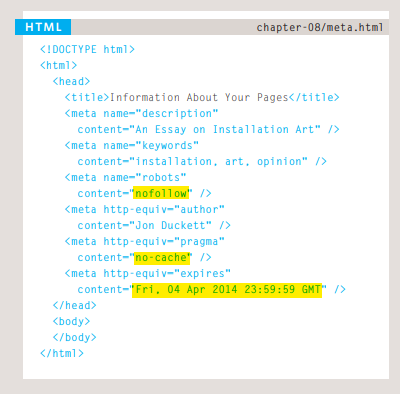 HTML
chapter-08/meta.html
<!DOCTYPE html>
<html>
<head>
<title>Information About Your Pages</title>
<meta name="description"
content="An Essay on Installation Art" />
<meta name="keywords"
content="installation, art, opinion" />
<meta name="robots"
content="nofollow" />
<meta http-equiv="author"
content="Jon Duckett" />
<meta http-equiv="pragma"
content="no-cache" />
<meta http-equiv="expires"
content="Fri, 04 Apr 2014 23:59:59 GMT" />
</head>
<body>
</body>
</html>